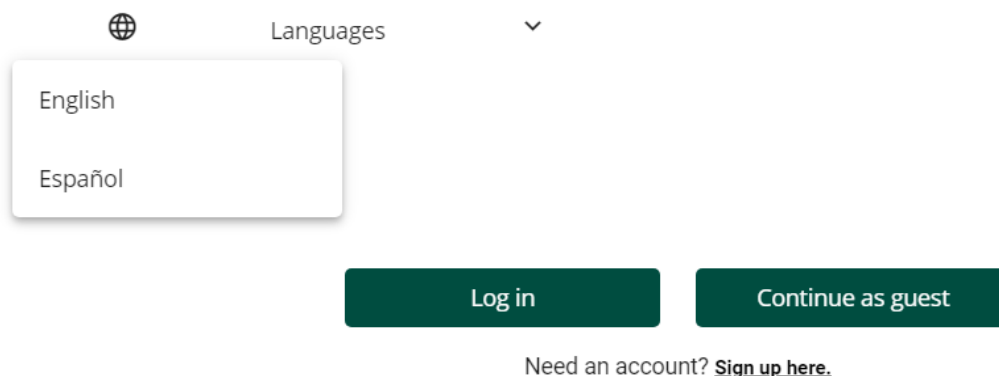 Languages
English
Español
Log in
Continue as guest
Need an account? Sign up here.